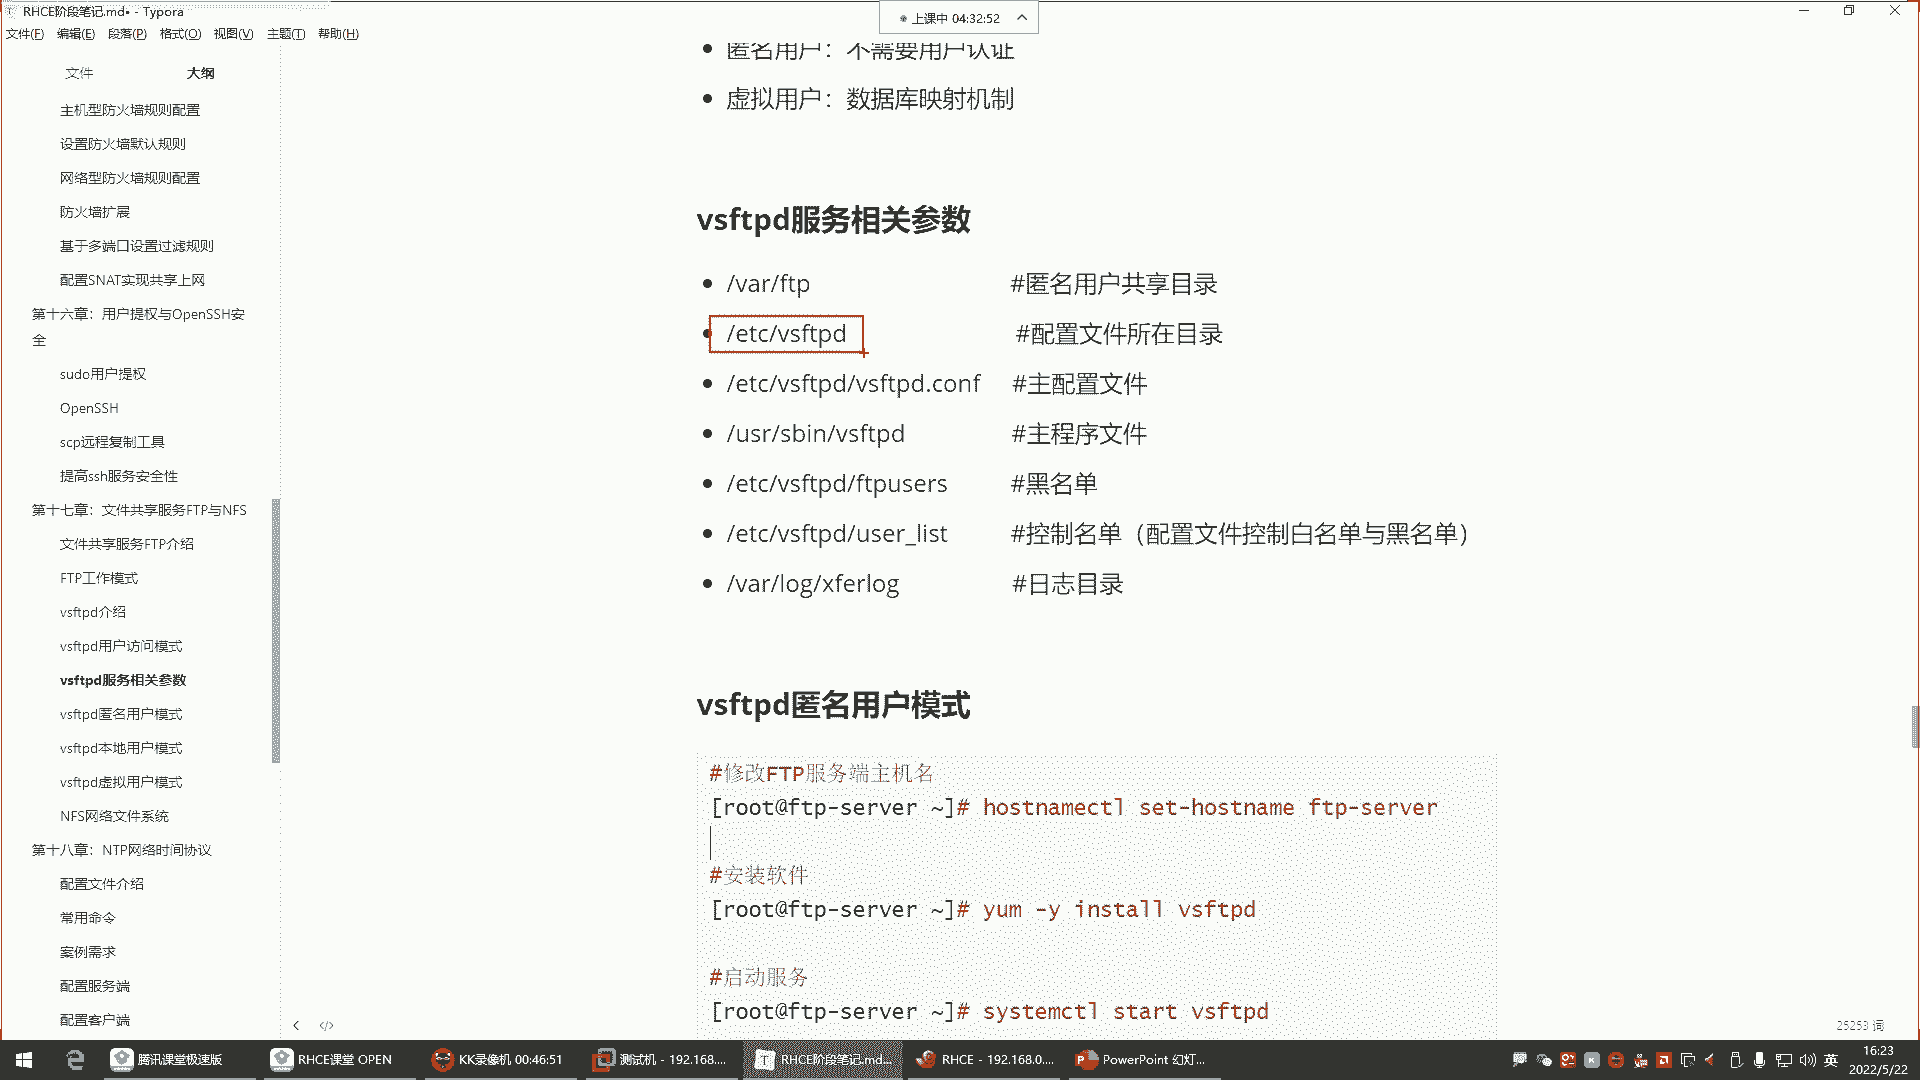 RHCE阶段笔记.md• - Typora
上课中 04:32:52
文件(F) 编辑(E) 段落(P) 格式(O) 视图(V) 主题(T) 帮助(H)
文件 大纲
主机型防火墙规则配置
设置防火墙默认规则
网络型防火墙规则配置
防火墙扩展
基于多端口设置过滤规则
配置SNAT实现共享上网
第十六章：用户提权与OpenSSH安
全
sudo用户提权
OpenSSH
scp远程复制工具
提高ssh服务安全性
第十七章：文件共享服务FTP与NFS
文件共享服务FTP介绍
FTP工作模式
vsftpd介绍
vsftpd用户访问模式
vsftpd服务相关参数
vsftpd匿名用户模式
vsftpd本地用户模式
vsftpd虚拟用户模式
NFS网络文件系统
第十八章：NTP网络时间协议
配置文件介绍
常用命令
案例需求
配置服务端
配置客户端
匿名用户：不需要用户认证
虚拟用户：数据库映射机制
vsftpd服务相关参数
/var/ftp #匿名用户共享目录
/etc/vsftpd #配置文件所在目录
/etc/vsftpd/vsftpd.conf #主配置文件
/usr/sbin/vsftpd #主程序文件
/etc/vsftpd/ftpusers #黑名单
/etc/vsftpd/user_list #控制名单（配置文件控制白名单与黑名单）
/var/log/xferlog #日志目录
vsftpd匿名用户模式
#修改FTP服务端主机名
[root@ftp-server ~]# hostnamectl set-hostname ftp-server
#安装软件
[root@ftp-server ~]# yum -y install vsftpd
#启动服务
[root@ftp-server ~]# systemctl start vsftpd
25253 词
腾讯课堂极速版 RHCE课堂 OPEN KK录像机 00:46:51 测试机 - 192.168.... RHCE阶段笔记.md... RHCE - 192.168.0.... PowerPoint 幻灯... 英 16:23
2022/5/22